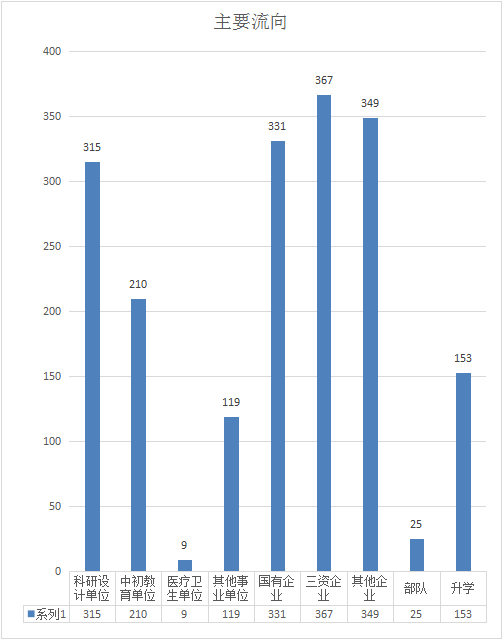 主要流向
400
350
300
250
200
150
100
50
0
315
210
9
119
331
367
349
25
153
科研设
计单位
中初教
育单位
医疗卫
生单位
其他事
业单位
国有企
业
三资企
业
其他企
业
部队
升学
系列1 315 210 9 119 331 367 349 25 153